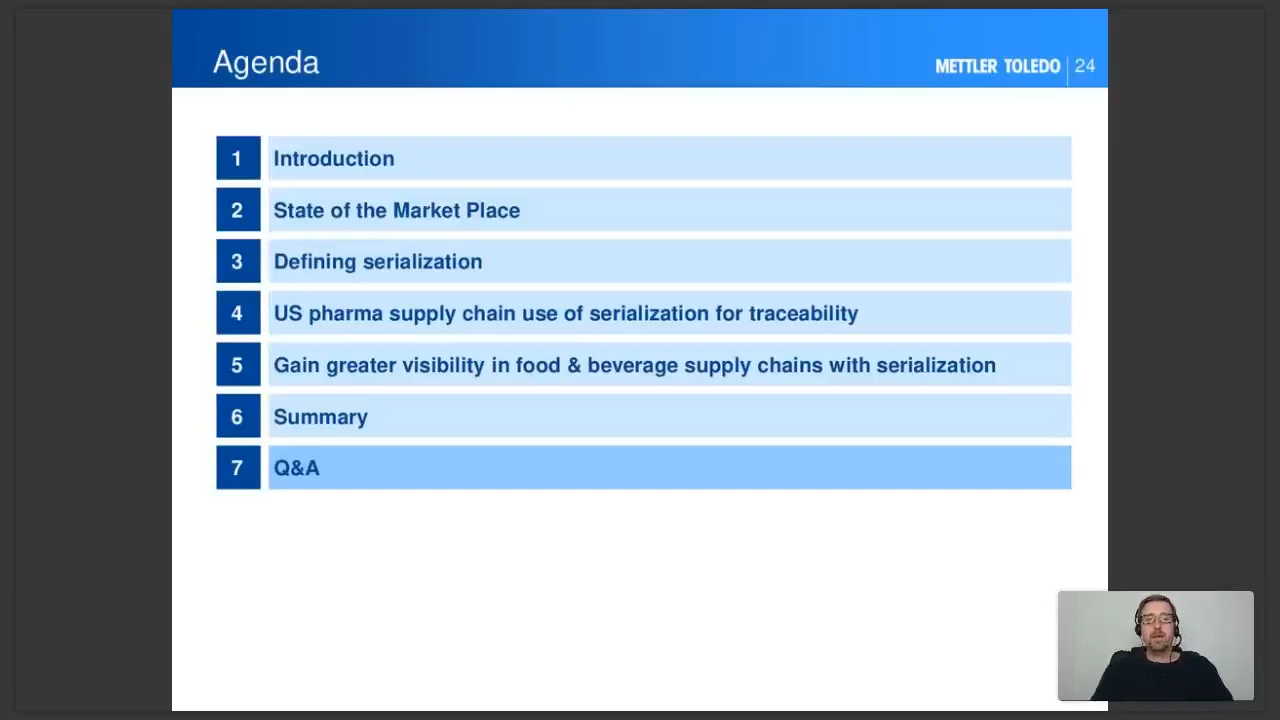 Agenda
METTLER TOLEDO 24
1 Introduction
2 State of the Market Place
3 Defining serialization
4 US pharma supply chain use of serialization for traceability
5 Gain greater visibility in food & beverage supply chains with serialization
6 Summary
7 Q&A